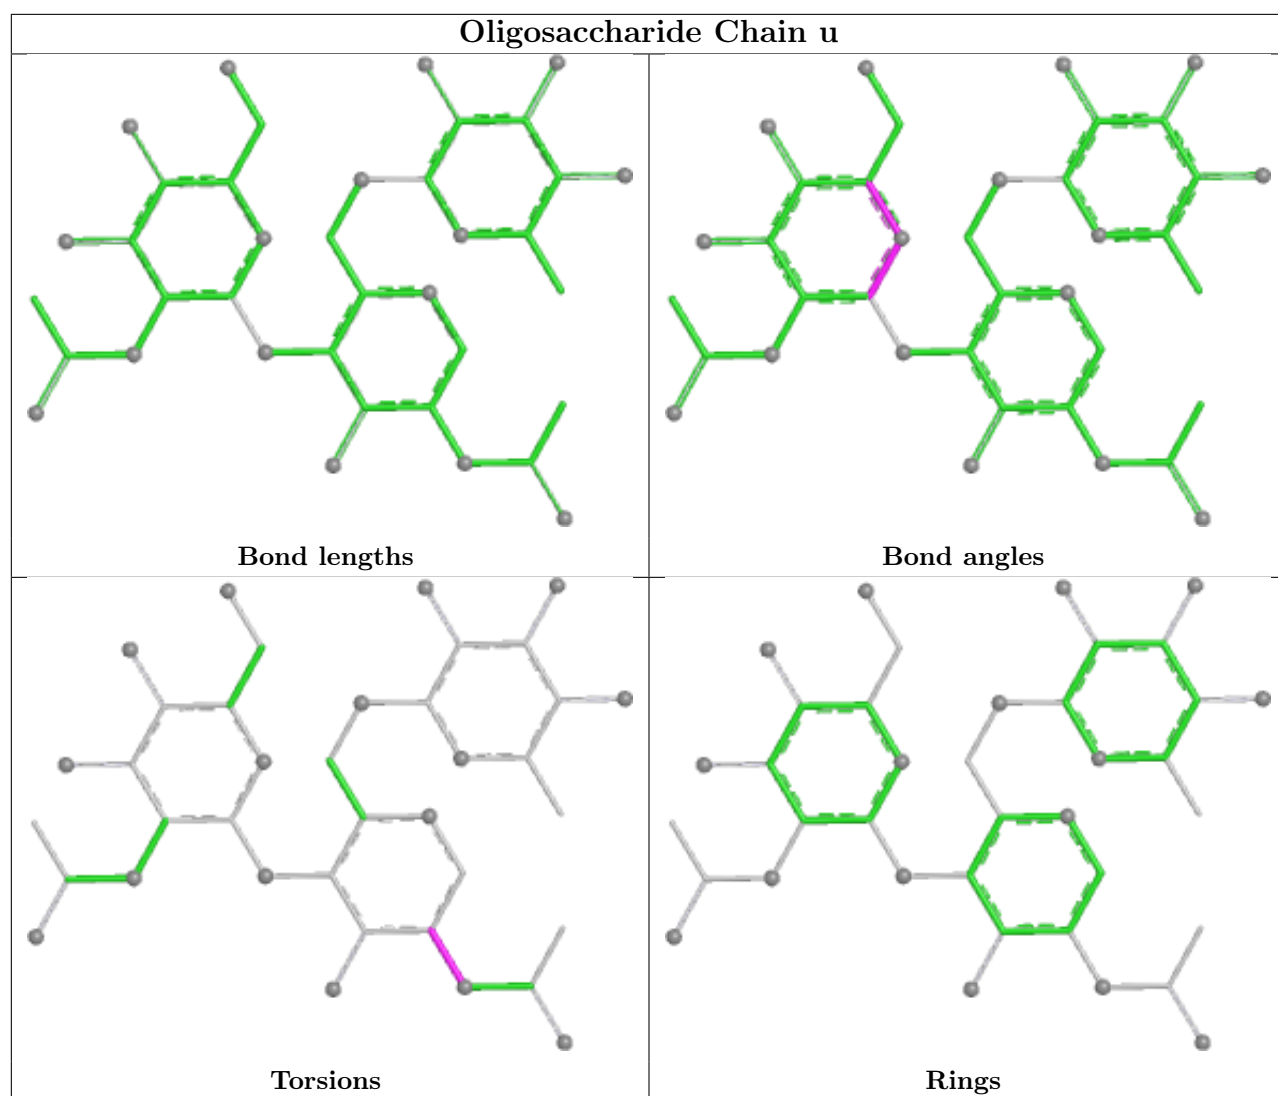 Oligosaccharide Chain u
Bond lengths
Bond angles
Torsions
Rings